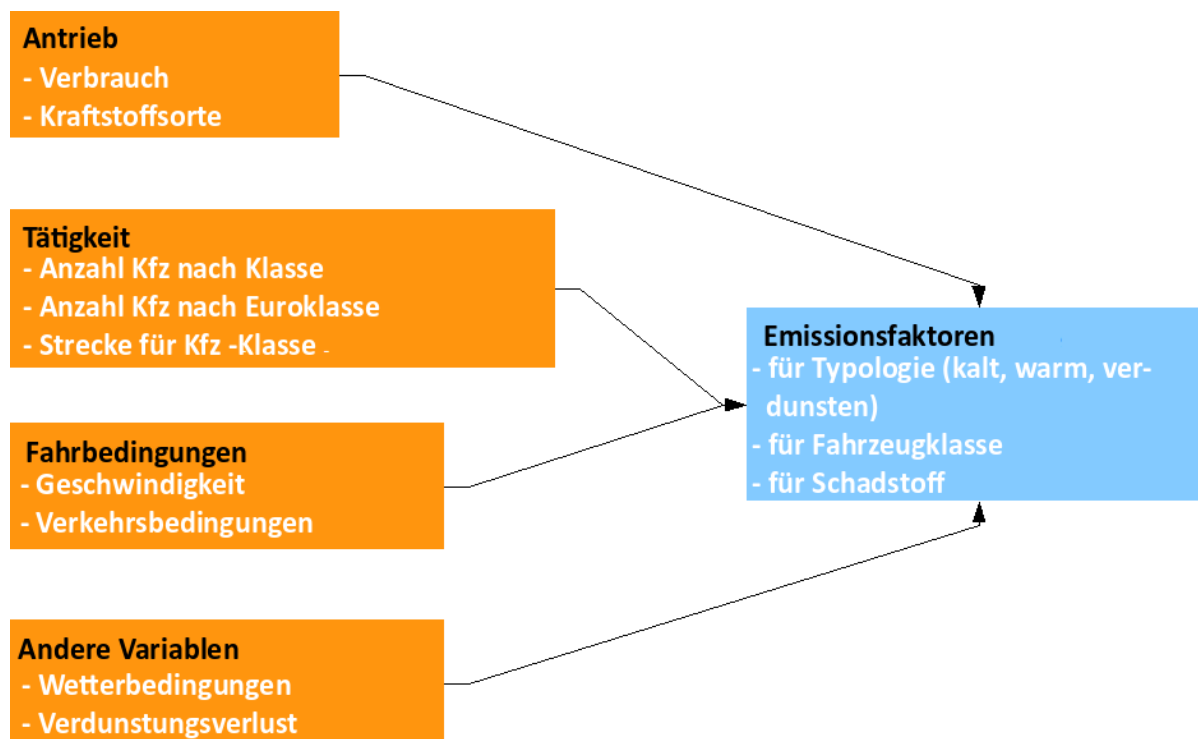 Antrieb
- Verbrauch
- Kraftstoffsorte
Tätigkeit
- Anzahl Kfz nach Klasse
- Anzahl Kfz nach Euroklasse
- Strecke für Kfz -Klasse -
Fahrbedingungen
- Geschwindigkeit
- Verkehrsbedingungen
Andere Variablen
- Wetterbedingungen
- Verdunstungsverlust
Emissionsfaktoren
- für Typologie (kalt, warm, ver-
dunsten)
- für Fahrzeugklasse
- für Schadstoff